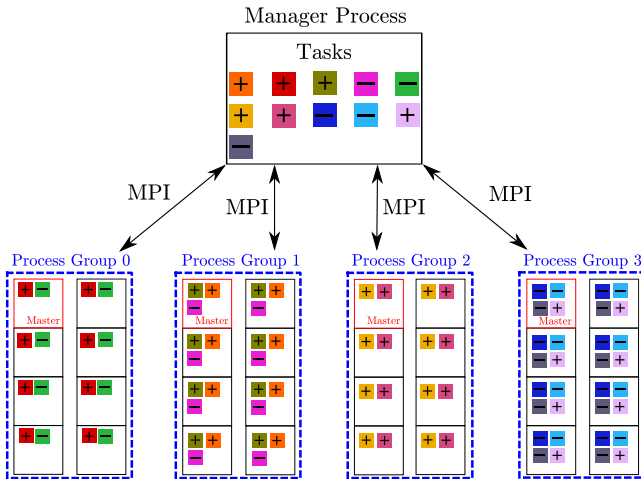 Manager Process
Tasks
+ + + − −
+ + − − +
−
MPI MPI MPI MPI
Process Group 0 Process Group 1 Process Group 2 Process Group 3
+ − + − + + + + + + + + − − − −
− − − + − +
Master Master Master Master
+ − + − + + + + + + + + − − − −
− − − + − +
+ − + − + + + + + + + + − − − −
− − − + − +
+ − + − + + + + + + + + − − − −
− − − + − +